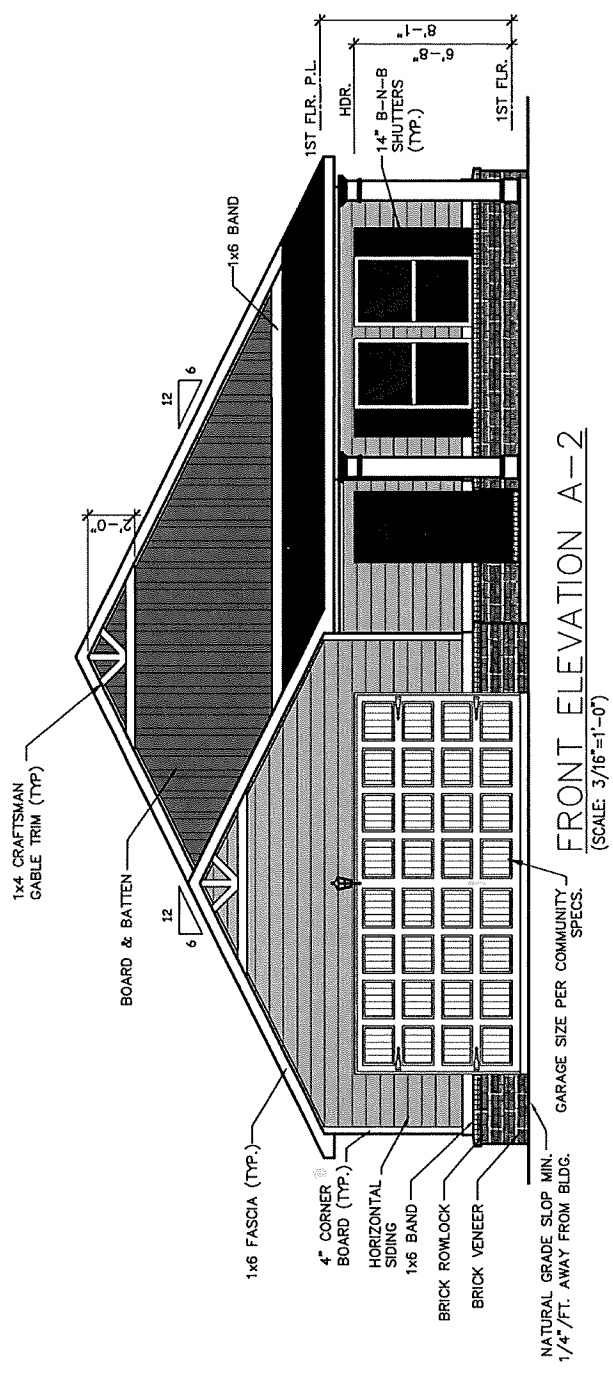 1x4 CRAFTSMAN
GABLE TRIM (TYP)
2'-0"
12
6
BOARD & BATTEN
12
6
1x6 BAND
1x6 FASCIA (TYP.)
1ST FLR. P.L.
HDR.
8'-1"
6'-8"
14" B-N-B
SHUTTERS
(TYP.)
1ST FLR.
4" CORNER
BOARD (TYP.)
HORIZONTAL
SIDING
1x6 BAND
BRICK ROWLOCK
BRICK VENEER
NATURAL GRADE SLOP MIN.
1/4"/FT. AWAY FROM BLDG.
GARAGE SIZE PER COMMUNITY
SPECS.
FRONT ELEVATION A-2
(SCALE: 3/16"=1'-0")